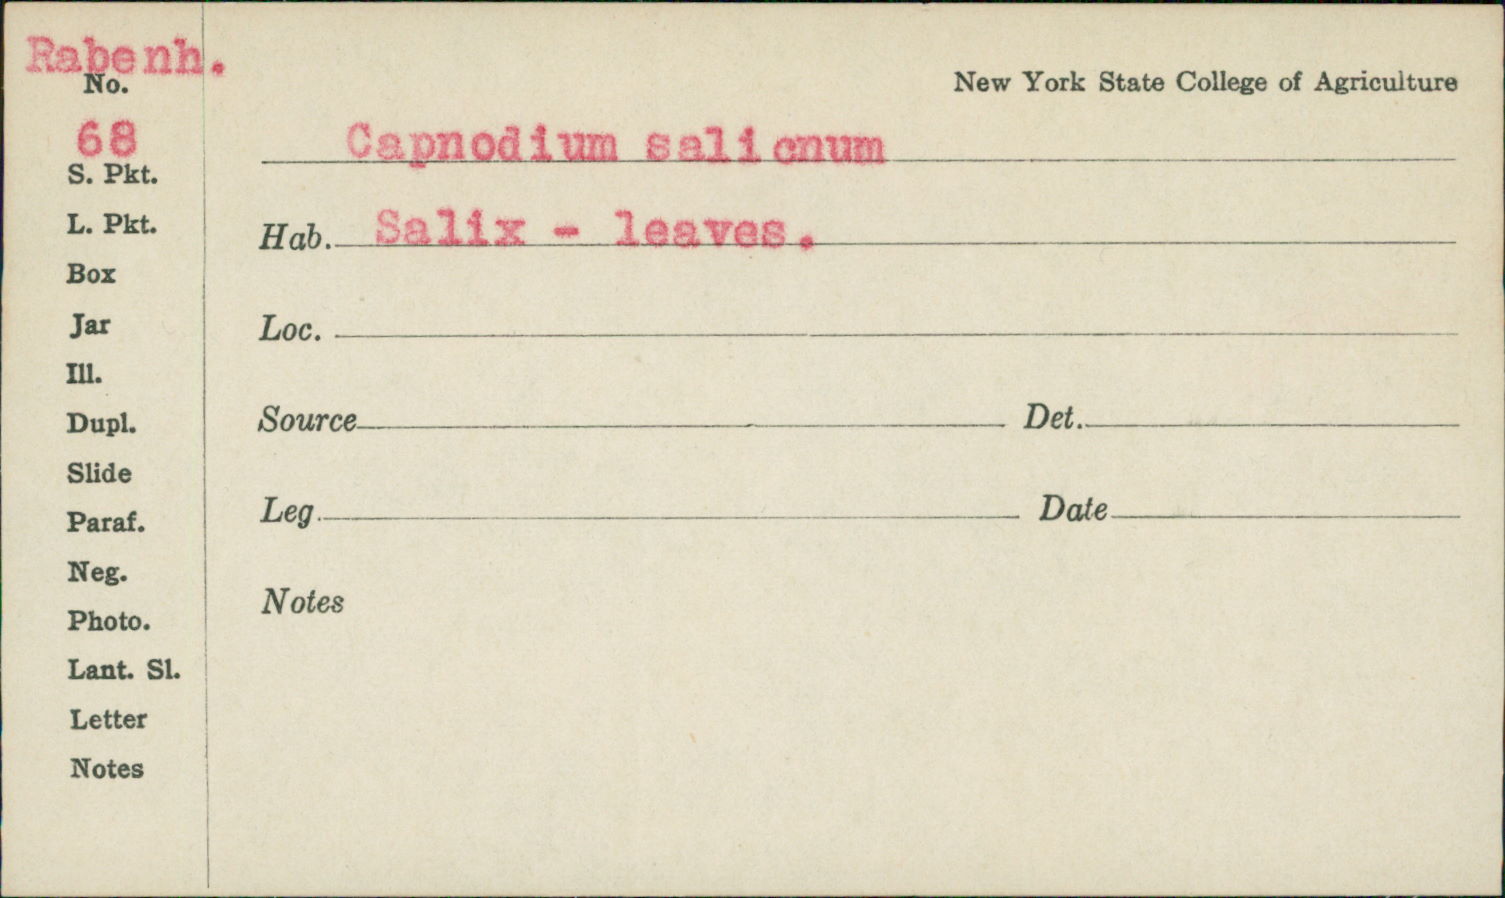 Rabenh.
No.
68
New York State College of Agriculture
Capnodium salicnum
S. Pkt.
L. Pkt.
Hab. Salix - leaves.
Box
Jar
Loc.
Ill.
Dupl.
Source Det.
Slide
Paraf.
Leg. Date
Neg.
Notes
Photo.
Lant. Sl.
Letter
Notes